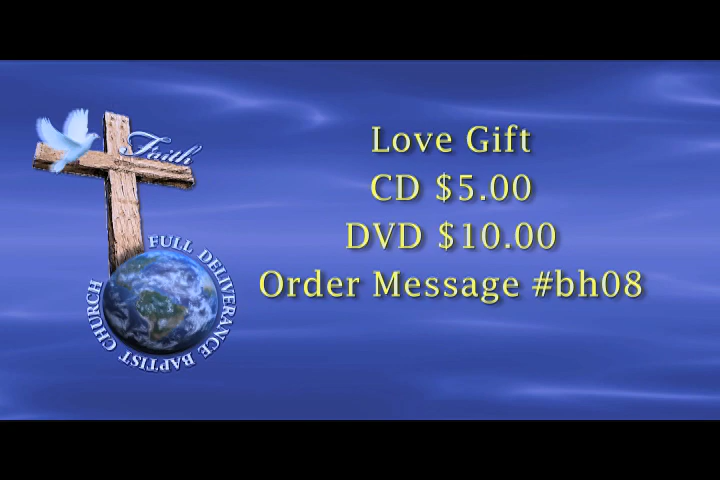 Faith
FULL DELIVERANCE BAPTIST CHURCH
Love Gift
CD $5.00
DVD $10.00
Order Message #bh08